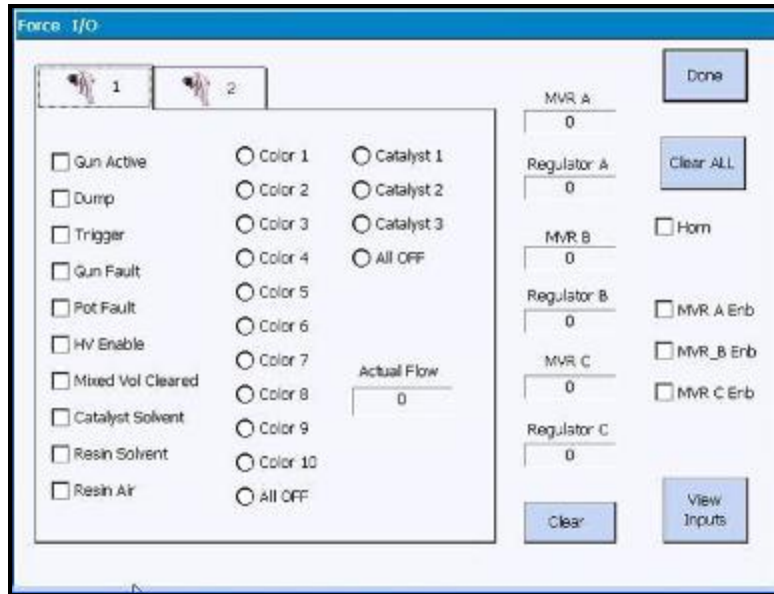 Force I/O
1
2
Gun Active
Dump
Trigger
Gun Fault
Pot Fault
HV Enable
Mixed Vol Cleared
Catalyst Solvent
Resin Solvent
Resin Air
Color 1
Color 2
Color 3
Color 4
Color 5
Color 6
Color 7
Color 8
Color 9
Color 10
All OFF
Catalyst 1
Catalyst 2
Catalyst 3
All OFF
Actual Flow
0
MVR A
0
Regulator A
0
MVR B
0
Regulator B
0
MVR C
0
Regulator C
0
Clear
Done
Clear ALL
Horn
MVR A Enb
MVR_B Enb
MVR C Enb
View
Inputs